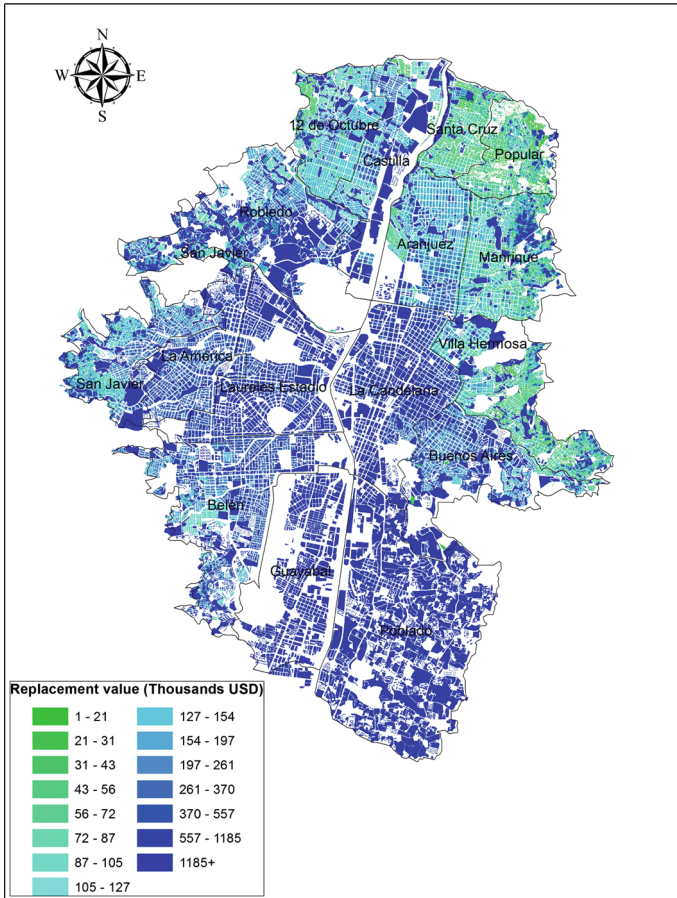 N
W
E
S
12 de Octubre
Santa Cruz
Popular
Castilla
Robledo
Aranjuez
San Javier
Manrique
Villa Hermosa
La América
San Javier
Laureles Estadio
La Candelaria
Buenos Aires
Belén
Guayabal
Poblado
Replacement value (Thousands USD)
1 - 21
21 - 31
31 - 43
43 - 56
56 - 72
72 - 87
87 - 105
105 - 127
127 - 154
154 - 197
197 - 261
261 - 370
370 - 557
557 - 1185
1185+